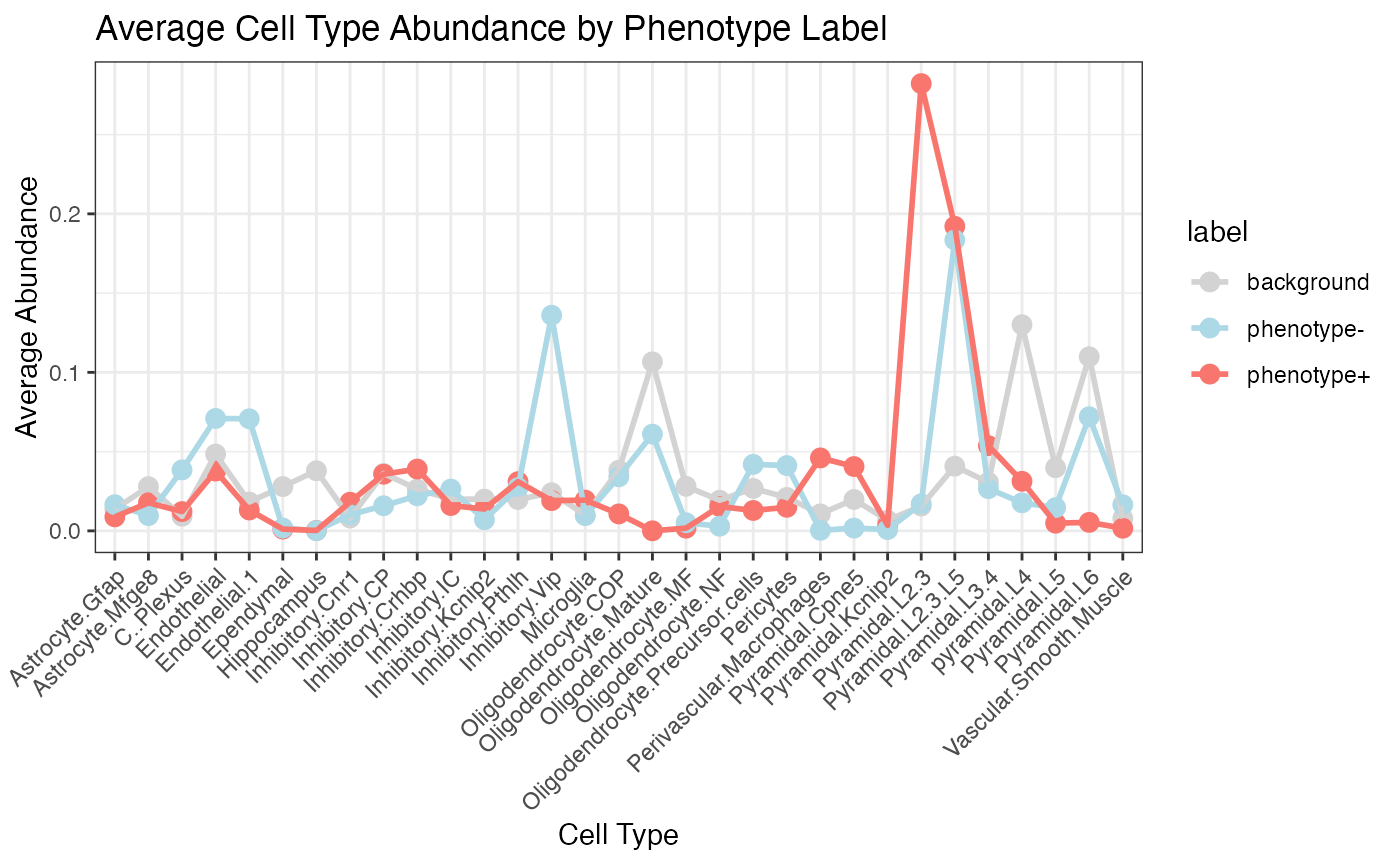 Average Cell Type Abundance by Phenotype Label
Average Abundance
0.2
0.1
0.0
Astrocyte.Gfap
Astrocyte.Mfge8
C..Plexus
Endothelial
Endothelial.1
Ependymal
Hippocampus
Inhibitory.Cnr1
Inhibitory.CP
Inhibitory.Crhbp
Inhibitory.IC
Inhibitory.Kcnip2
Inhibitory.Pthlh
Inhibitory.Vip
Microglia
Oligodendrocyte.COP
Oligodendrocyte.Mature
Oligodendrocyte.MF
Oligodendrocyte.NF
Oligodendrocyte.Precursor.cells
Pericytes
Perivascular.Macrophages
Pyramidal.Cpne5
Pyramidal.Kcnip2
Pyramidal.L2.3
Pyramidal.L2.3.L5
Pyramidal.L3.4
pyramidal.L4
Pyramidal.L5
Pyramidal.L6
Vascular.Smooth.Muscle
Cell Type
label
background
phenotype-
phenotype+